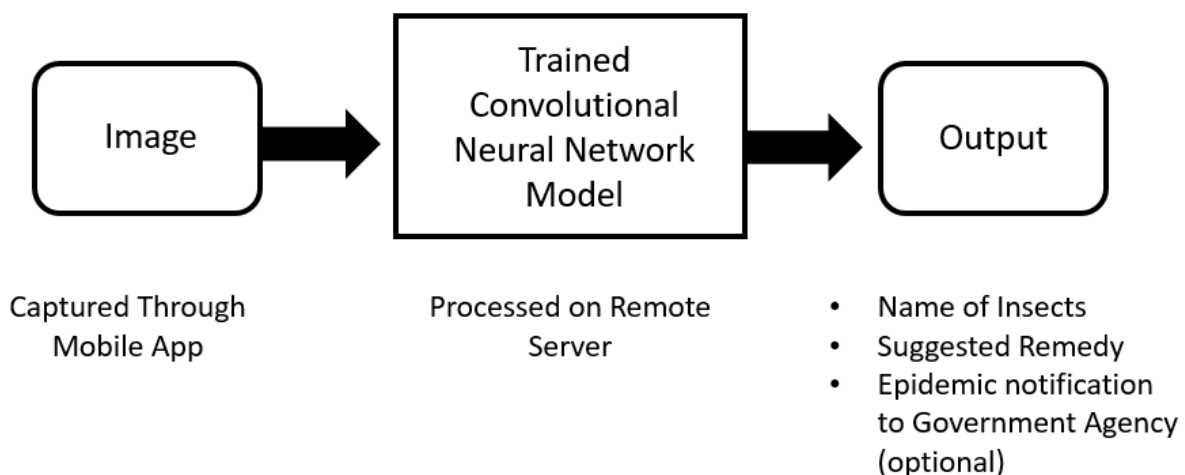 Image
Trained
Convolutional
Neural Network
Model
Output
Captured Through
Mobile App
Processed on Remote
Server
• Name of Insects
• Suggested Remedy
• Epidemic notification
to Government Agency
(optional)